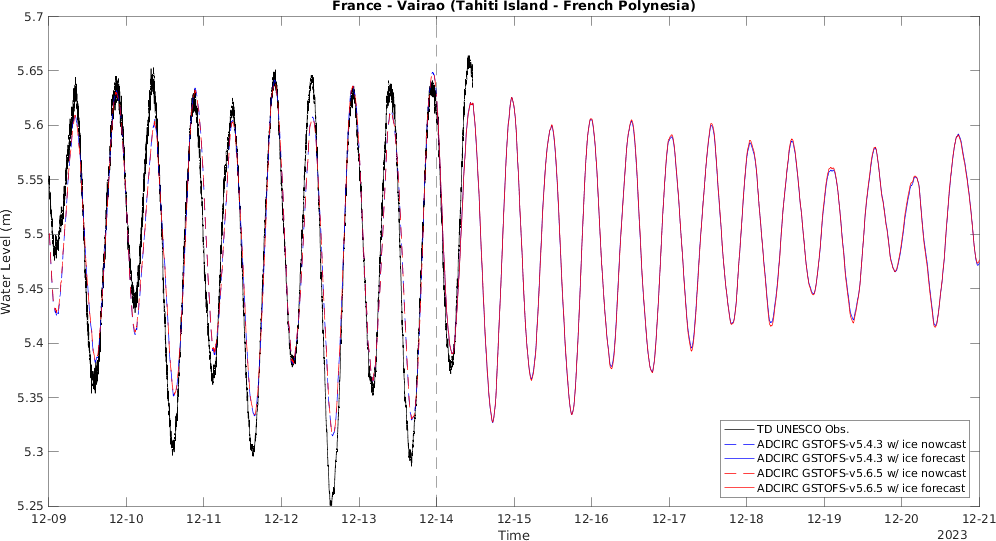 France - Vairao (Tahiti Island - French Polynesia)
5.7
5.65
5.6
5.55
5.5
5.45
5.4
5.35
5.3
5.25
Water Level (m)
TD UNESCO Obs.
ADCIRC GSTOFS-v5.4.3 w/ ice nowcast
ADCIRC GSTOFS-v5.4.3 w/ ice forecast
ADCIRC GSTOFS-v5.6.5 w/ ice nowcast
ADCIRC GSTOFS-v5.6.5 w/ ice forecast
12-09 12-10 12-11 12-12 12-13 12-14 12-15 12-16 12-17 12-18 12-19 12-20 12-21
Time
2023